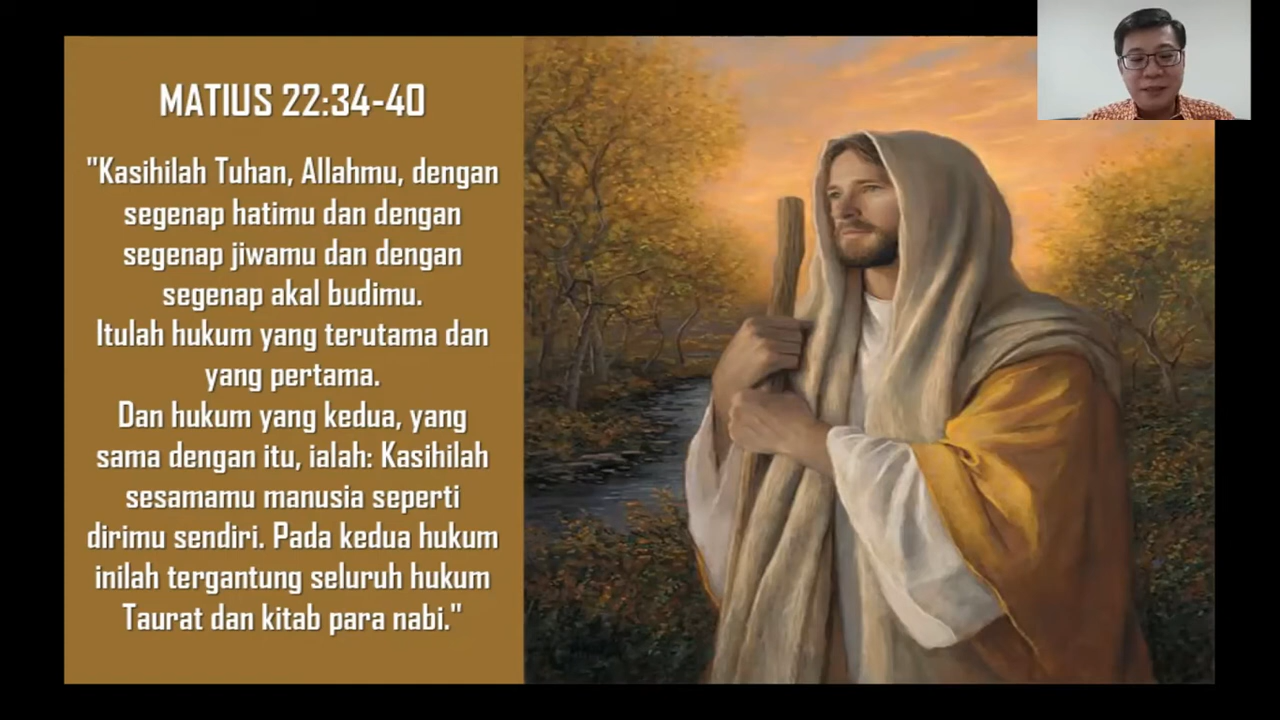 MATIUS 22:34-40
"Kasihilah Tuhan, Allahmu, dengan
segenap hatimu dan dengan
segenap jiwamu dan dengan
segenap akal budimu.
Itulah hukum yang terutama dan
yang pertama.
Dan hukum yang kedua, yang
sama dengan itu, ialah: Kasihilah
sesamamu manusia seperti
dirimu sendiri. Pada kedua hukum
inilah tergantung seluruh hukum
Taurat dan kitab para nabi."